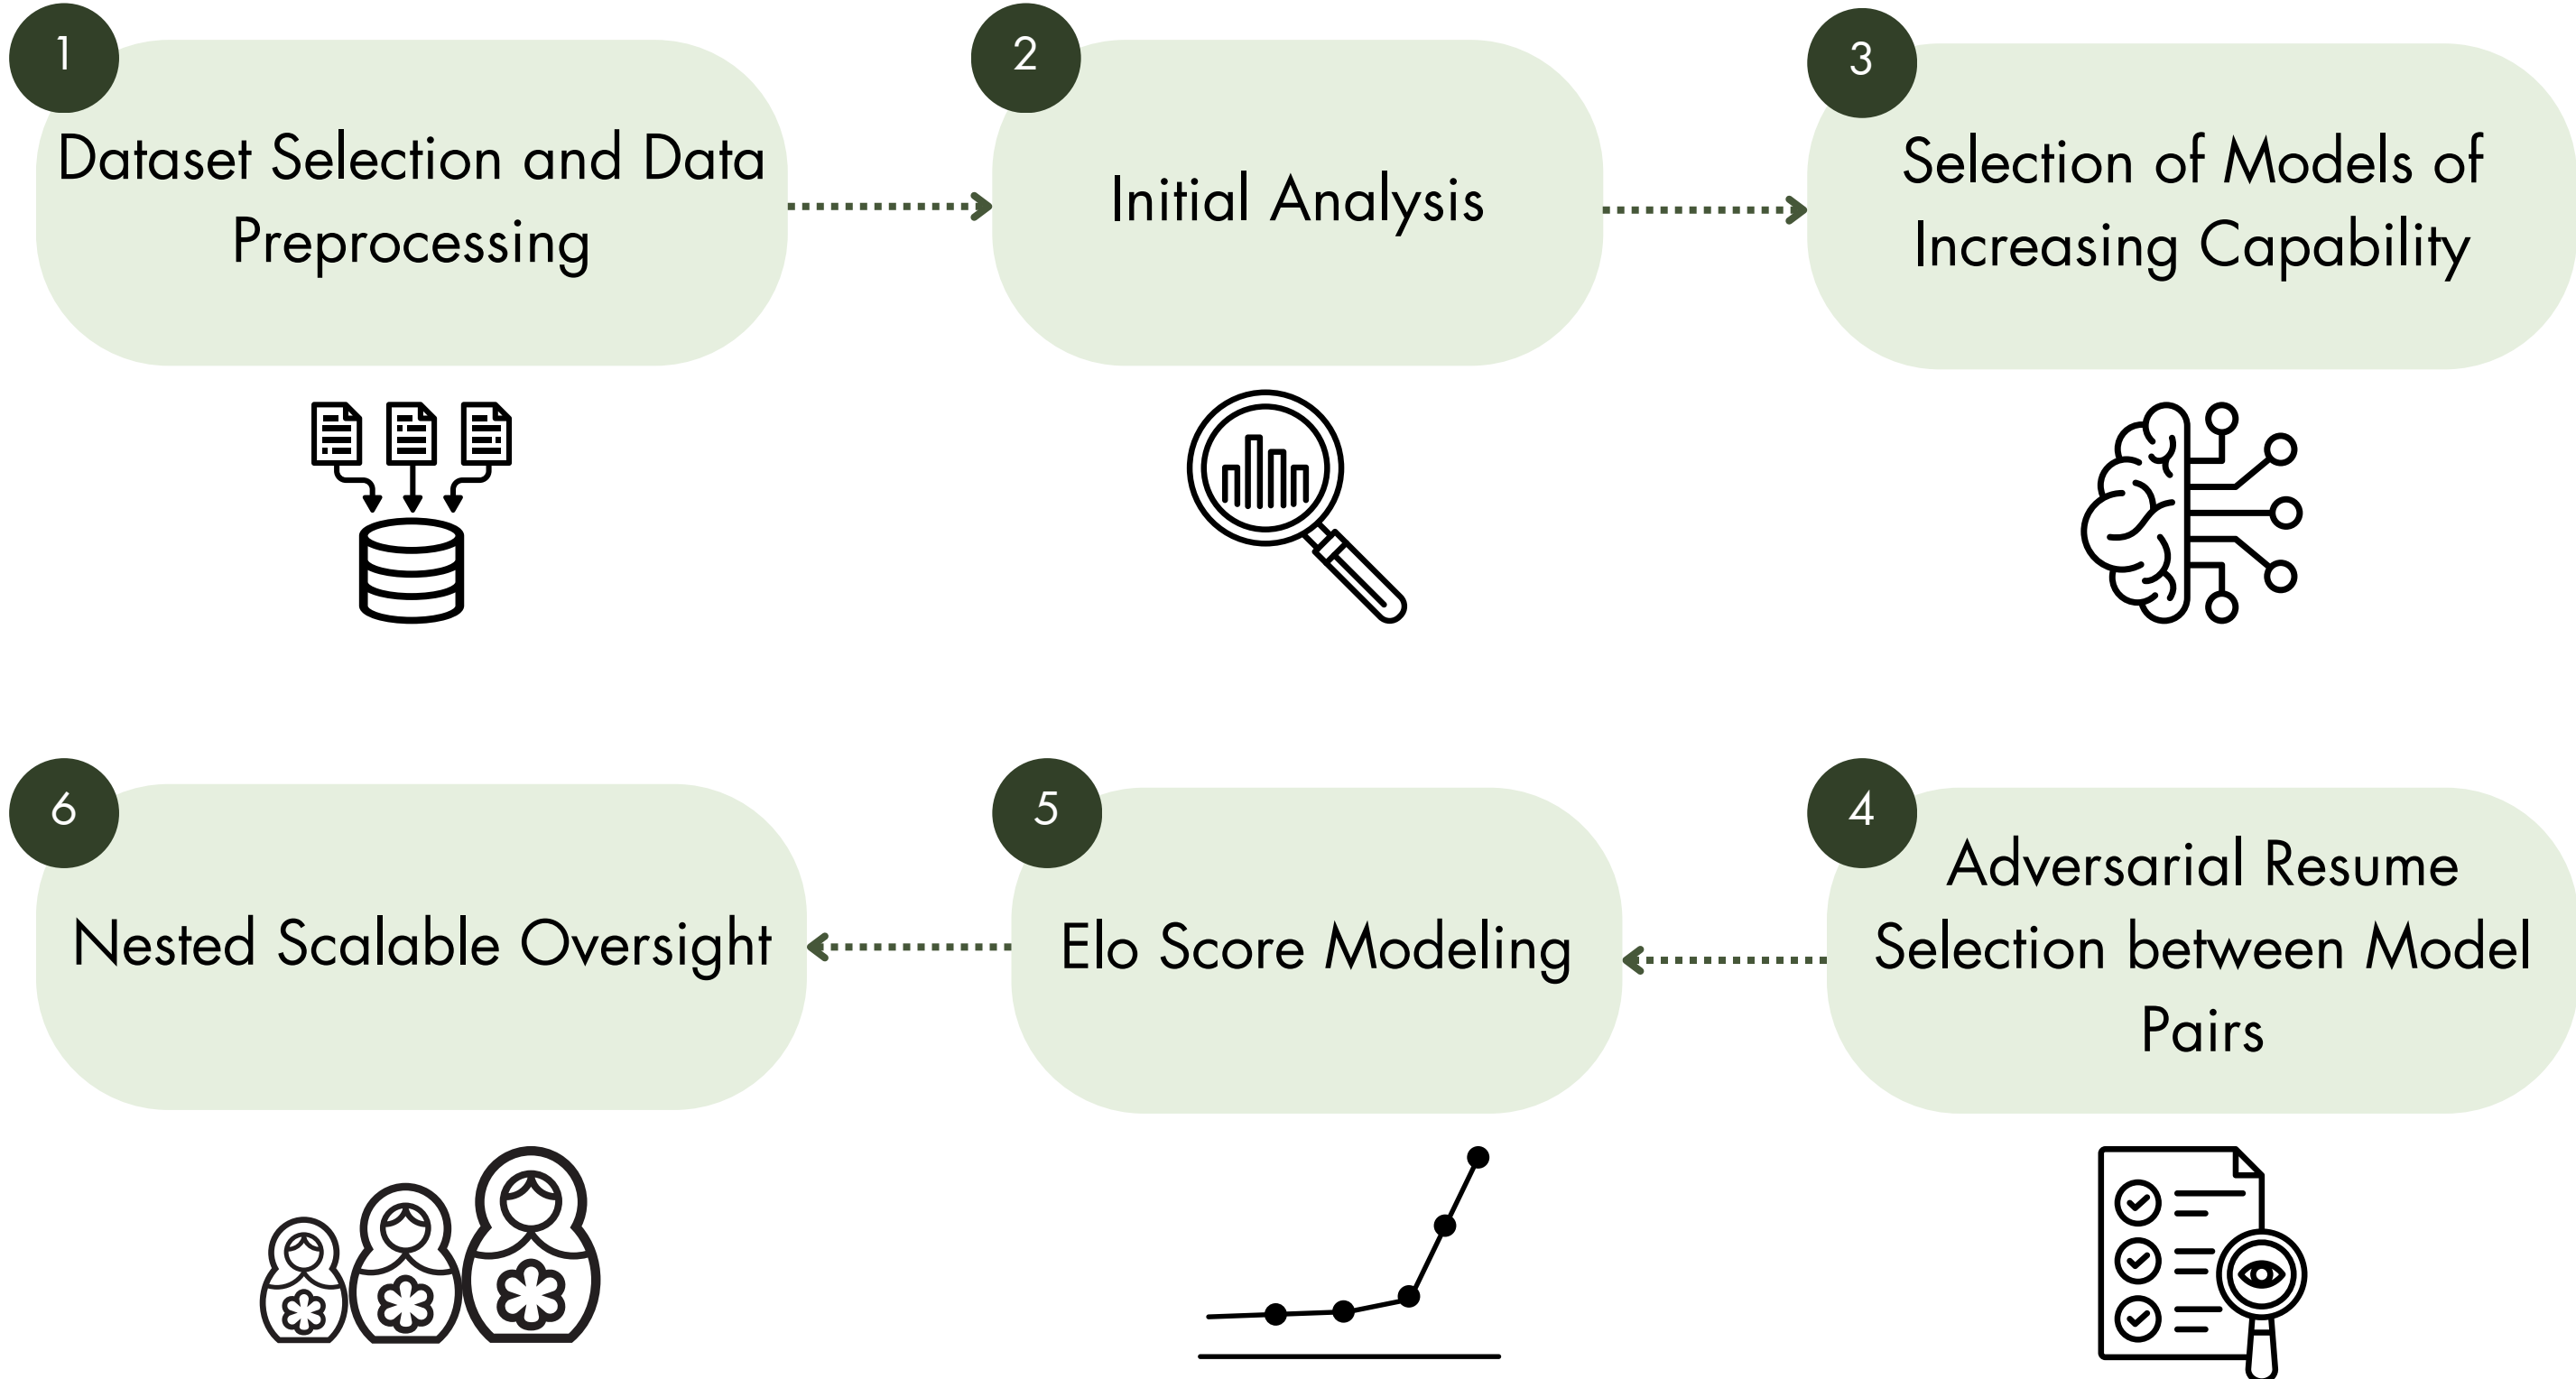 1
Dataset Selection and Data
Preprocessing
2
Initial Analysis
3
Selection of Models of
Increasing Capability
4
Adversarial Resume
Selection between Model
Pairs
5
Elo Score Modeling
6
Nested Scalable Oversight